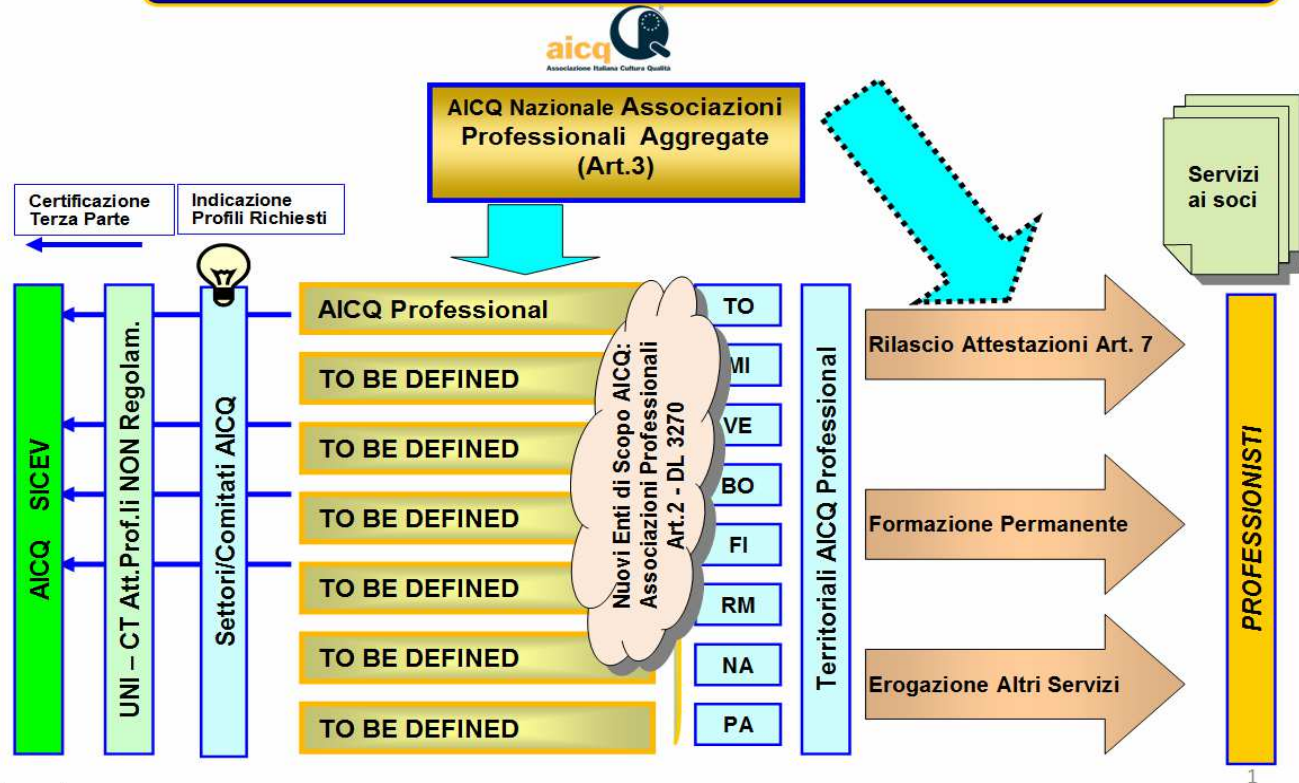 aicq
Associazione Italiana Cultura Qualità
AICQ Nazionale Associazioni
Professionali Aggregate
(Art.3)
Servizi
ai soci
Certificazione
Terza Parte
Indicazione
Profili Richiesti
AICQ SICEV
UNI – CT Att.Prof.li NON Regolam.
Settori/Comitati AICQ
AICQ Professional
TO BE DEFINED
TO BE DEFINED
TO BE DEFINED
TO BE DEFINED
TO BE DEFINED
TO BE DEFINED
Nuovi Enti di Scopo AICQ:
Associazioni Professionali
Art.2 - DL 3270
TO
MI
VE
BO
FI
RM
NA
PA
Territoriali AICQ Professional
Rilascio Attestazioni Art. 7
Formazione Permanente
Erogazione Altri Servizi
PROFESSIONISTI
1